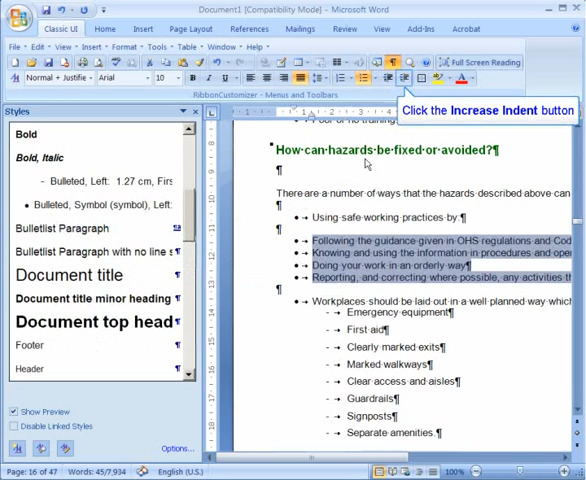 Document1 [Compatibility Mode] - Microsoft Word
Classic UI Home Insert Page Layout References Mailings Review View Add-Ins Acrobat
File Edit View Insert Format Tools Table Window Help
Full Screen Reading
Normal + Justifie Arial 10 B I U
RibbonCustomizer - Menus and Toolbars
Click the Increase Indent button
Styles
Bold
Bold, Italic
- Bulleted, Left: 1.27 cm, Firs
• Bulleted, Symbol (symbol), Left:
Bulletlist Paragraph
Bulletlist Paragraph with no line s
Document title
Document title minor heading
Document top head
Footer
Header
Show Preview
Disable Linked Styles
Options...
How·can·hazards·be·fixed·or·avoided?¶
¶
There·are·a·number·of·ways·that·the·hazards·described·above·can
¶
Using·safe·working·practices·by:¶
¶
Following·the·guidance·given·in·OHS·regulations·and·Cod
Knowing·and·using·the·information·in·procedures·and·oper
Doing·your·work·in·an·orderly·way¶
Reporting,·and·correcting·where·possible,·any·activities·th
¶
Workplaces·should·be·laid·out·in·a·well·planned·way·which
Emergency·equipment¶
First·aid¶
Clearly·marked·exits¶
Marked·walkways¶
Clear·access·and·aisles¶
Guardrails¶
Signposts¶
Separate·amenities.¶
Page: 16 of 47 Words: 45/7,934 English (U.S.) 100%